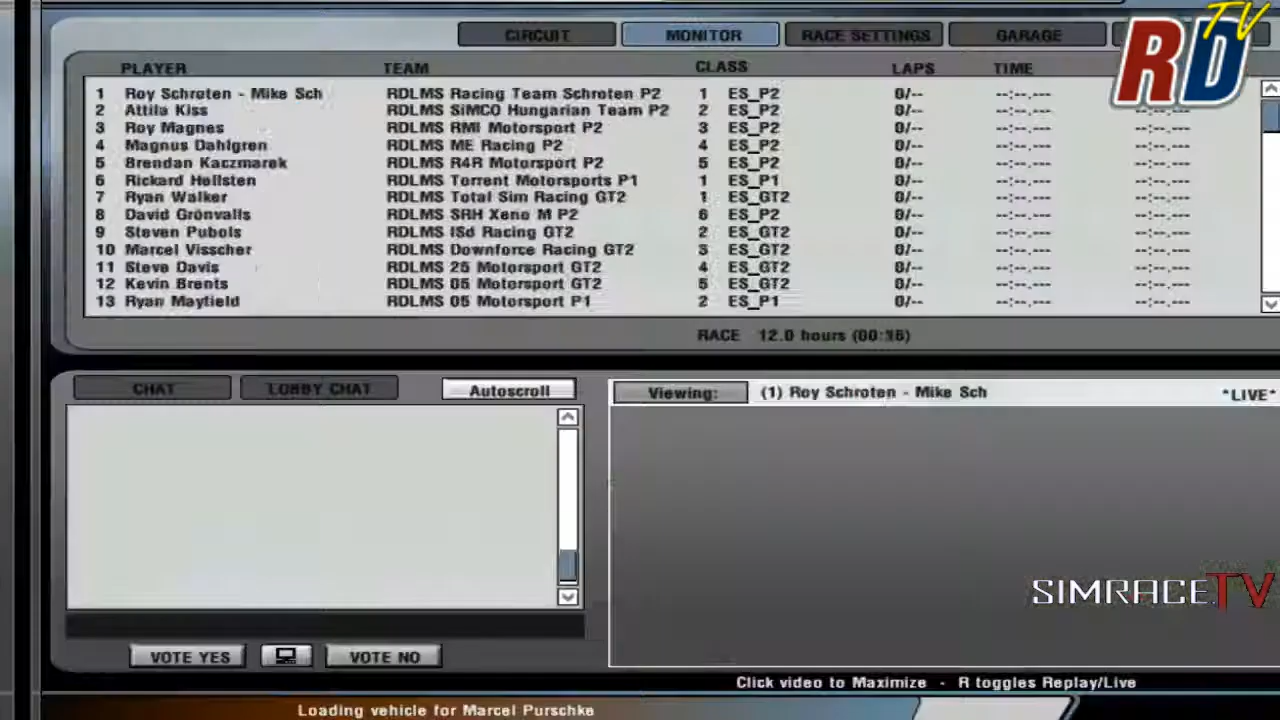 RD TV
CIRCUIT MONITOR RACE SETTINGS GARAGE
PLAYER TEAM CLASS LAPS TIME
1 Roy Schroten - Mike Sch RDLMS Racing Team Schroten P2 1 ES_P2 0/-- --:--.--- --:--.---
2 Attila Kiss RDLMS SiMCO Hungarian Team P2 2 ES_P2 0/-- --:--.--- --:--.---
3 Roy Magnes RDLMS RMI Motorsport P2 3 ES_P2 0/-- --:--.--- --:--.---
4 Magnus Dahlgren RDLMS ME Racing P2 4 ES_P2 0/-- --:--.--- --:--.---
5 Brendan Kaczmarek RDLMS R4R Motorsport P2 5 ES_P2 0/-- --:--.--- --:--.---
6 Rickard Hellsten RDLMS Torrent Motorsports P1 1 ES_P1 0/-- --:--.--- --:--.---
7 Ryan Walker RDLMS Total Sim Racing GT2 1 ES_GT2 0/-- --:--.--- --:--.---
8 David Grönvalls RDLMS SRH Xeno M P2 6 ES_P2 0/-- --:--.--- --:--.---
9 Steven Pubols RDLMS ISd Racing GT2 2 ES_GT2 0/-- --:--.--- --:--.---
10 Marcel Visscher RDLMS Downforce Racing GT2 3 ES_GT2 0/-- --:--.--- --:--.---
11 Steve Davis RDLMS 25 Motorsport GT2 4 ES_GT2 0/-- --:--.--- --:--.---
12 Kevin Brents RDLMS 05 Motorsport GT2 5 ES_GT2 0/-- --:--.--- --:--.---
13 Ryan Mayfield RDLMS 05 Motorsport P1 2 ES_P1 0/-- --:--.--- --:--.---
RACE 12.0 hours
CHAT LOBBY CHAT Autoscroll
Viewing: (1) Roy Schroten - Mike Sch *LIVE*
SIMRACETV
VOTE YES VOTE NO
Click video to Maximize - R toggles Replay/Live
Loading vehicle for Marcel Purschke